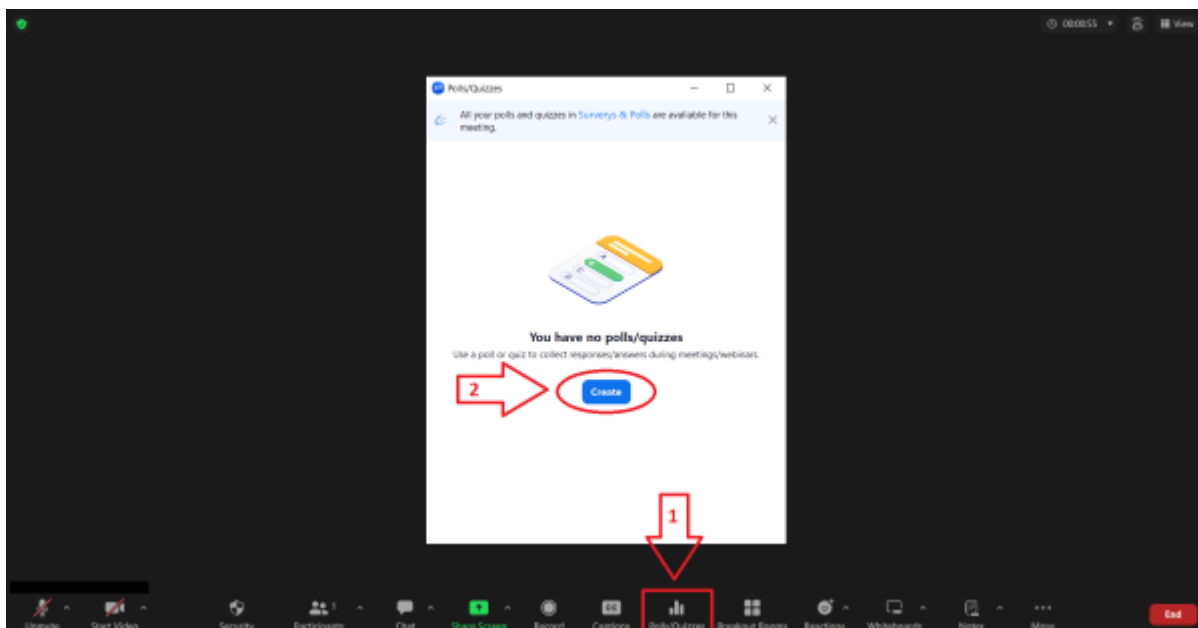 00:00:55
View
Polls/Quizzes
All your polls and quizzes in Surverys & Polls are available for this
meeting.
You have no polls/quizzes
Use a poll or quiz to collect responses/answers during meetings/webinars.
2
Create
1
1
CC
Unmute
Start Video
Security
Participants
Chat
Share Screen
Record
Captions
Polls/Quizzes
Breakout Rooms
Reactions
Whiteboards
Notes
More
End